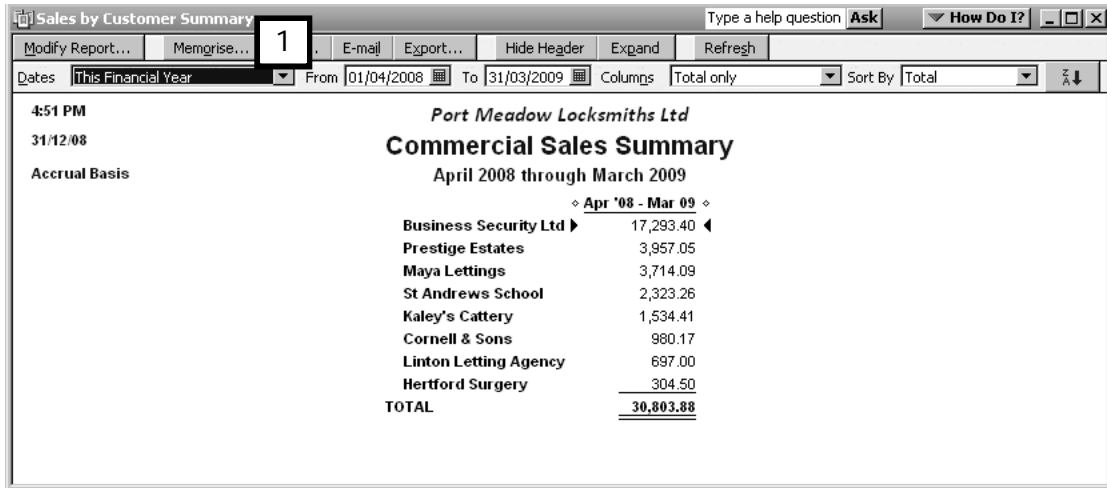 Sales by Customer Summary Type a help question Ask How Do I?
Modify Report... Memorise... 1 . E-mail Export... Hide Header Expand Refresh
Dates This Financial Year From 01/04/2008 To 31/03/2009 Columns Total only Sort By Total
4:51 PM Port Meadow Locksmiths Ltd
31/12/08 Commercial Sales Summary
Accrual Basis April 2008 through March 2009
Apr '08 - Mar 09
Business Security Ltd 17,293.40
Prestige Estates 3,957.05
Maya Lettings 3,714.09
St Andrews School 2,323.26
Kaley's Cattery 1,534.41
Cornell & Sons 980.17
Linton Letting Agency 697.00
Hertford Surgery 304.50
TOTAL 30,803.88